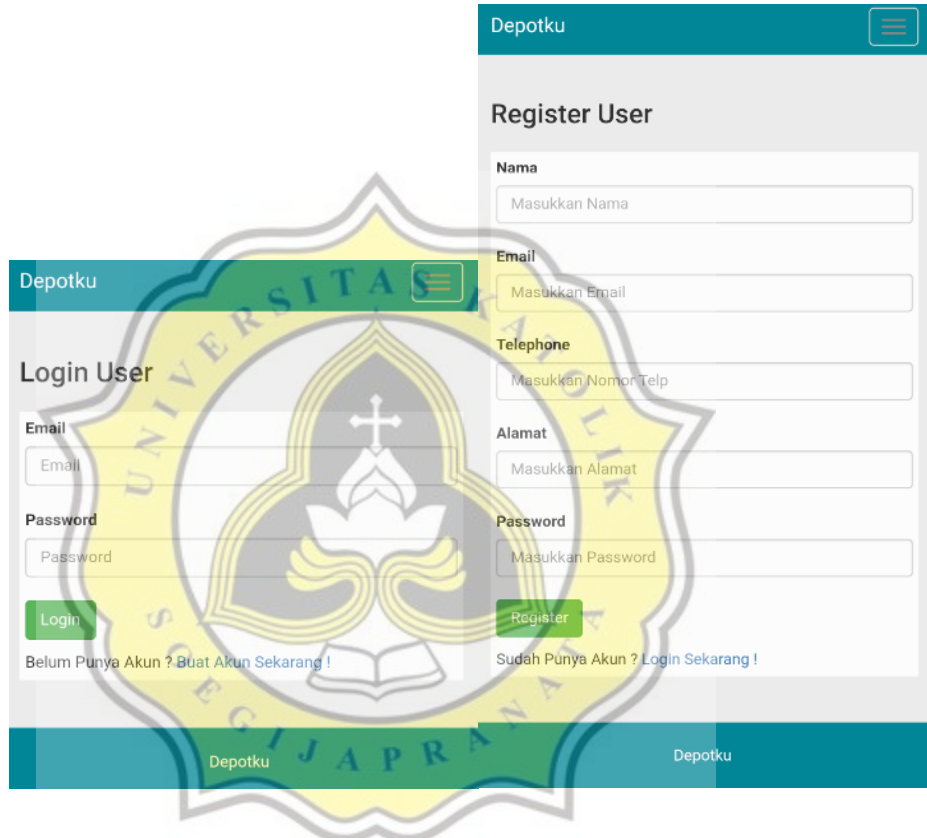 Depotku
Login User
Email
Email
Password
Password
Login
Belum Punya Akun ? Buat Akun Sekarang !
Depotku
Depotku
Register User
Nama
Masukkan Nama
Email
Masukkan Email
Telephone
Masukkan Nomor Telp
Alamat
Masukkan Alamat
Password
Masukkan Password
Register
Sudah Punya Akun ? Login Sekarang !
Depotku
UNIVERSITAS KATOLIK
SOEGIJAPRANATA